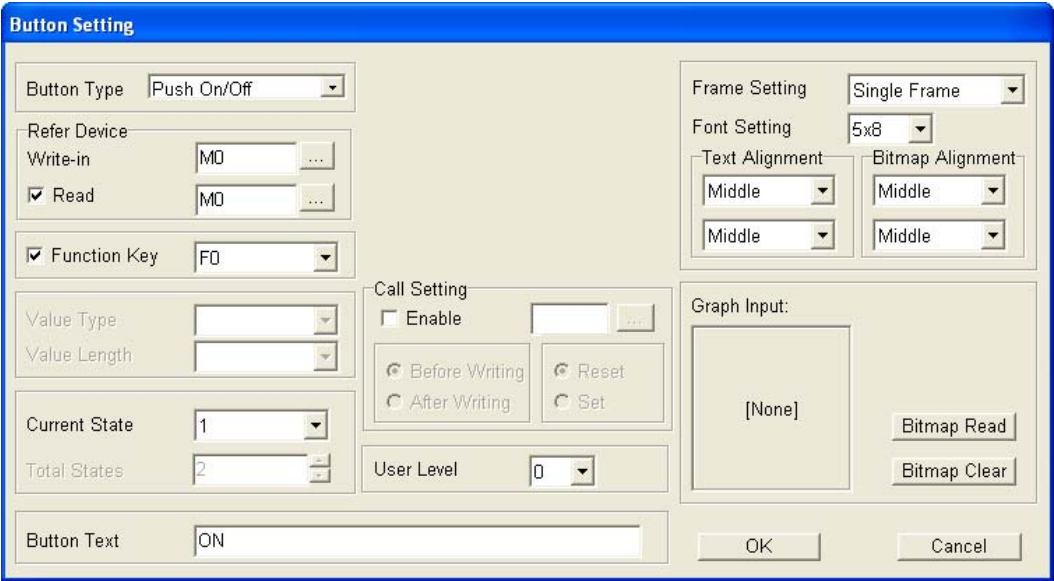 Button Setting
Button Type Push On/Off
Refer Device
Write-in M0 ...
Read M0 ...
Function Key F0
Value Type
Value Length
Current State 1
Total States 2
Button Text ON
Call Setting
Enable ...
Before Writing Reset
After Writing Set
User Level 0
Frame Setting Single Frame
Font Setting 5x8
Text Alignment Bitmap Alignment
Middle Middle
Middle Middle
Graph Input:
[None]
Bitmap Read
Bitmap Clear
OK Cancel